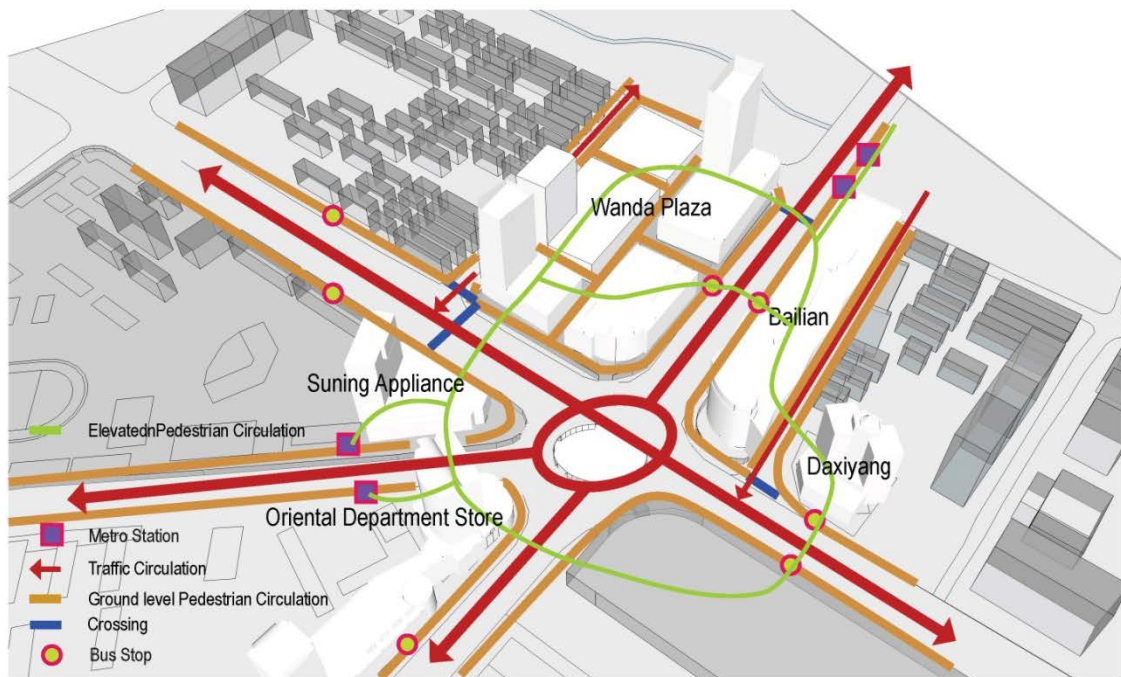 Wanda Plaza
Bailian
Suning Appliance
Daxiyang
Oriental Department Store
ElevatednPedestrian Circulation
Metro Station
Traffic Circulation
Ground level Pedestrian Circulation
Crossing
Bus Stop